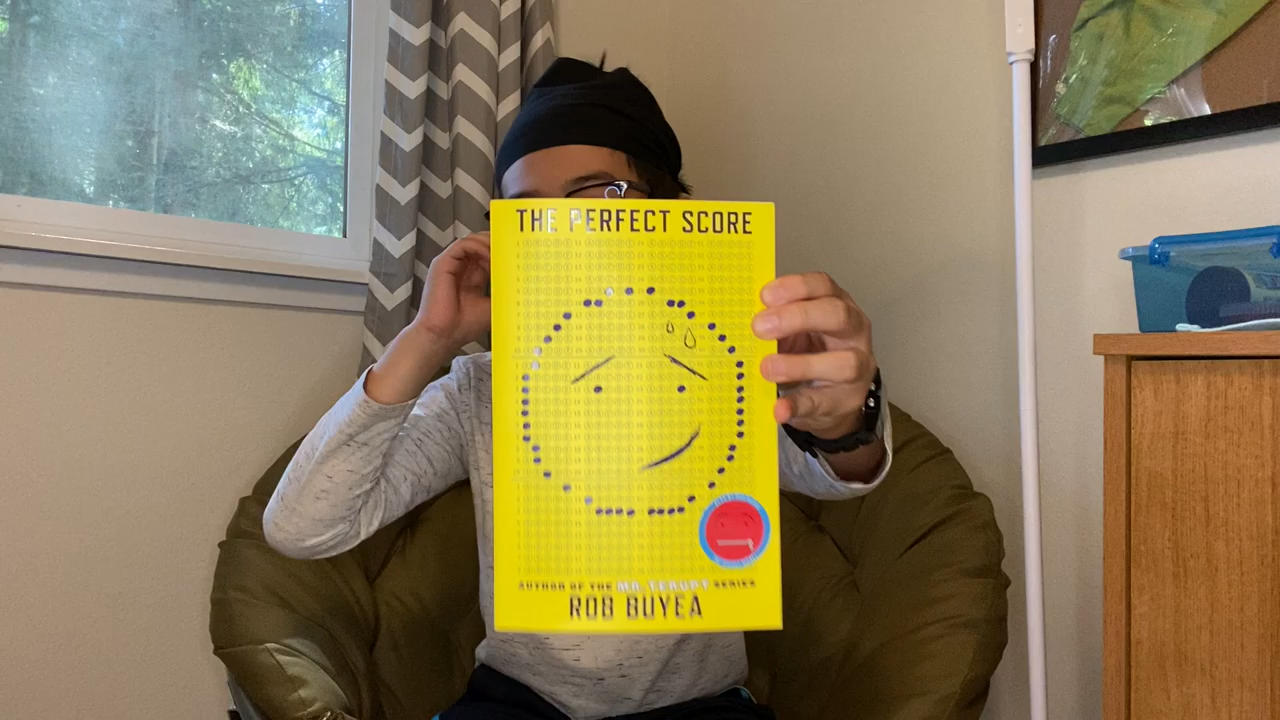 THE PERFECT SCORE
AUTHOR OF THE MR. TERUPT SERIES
ROB BUYEA